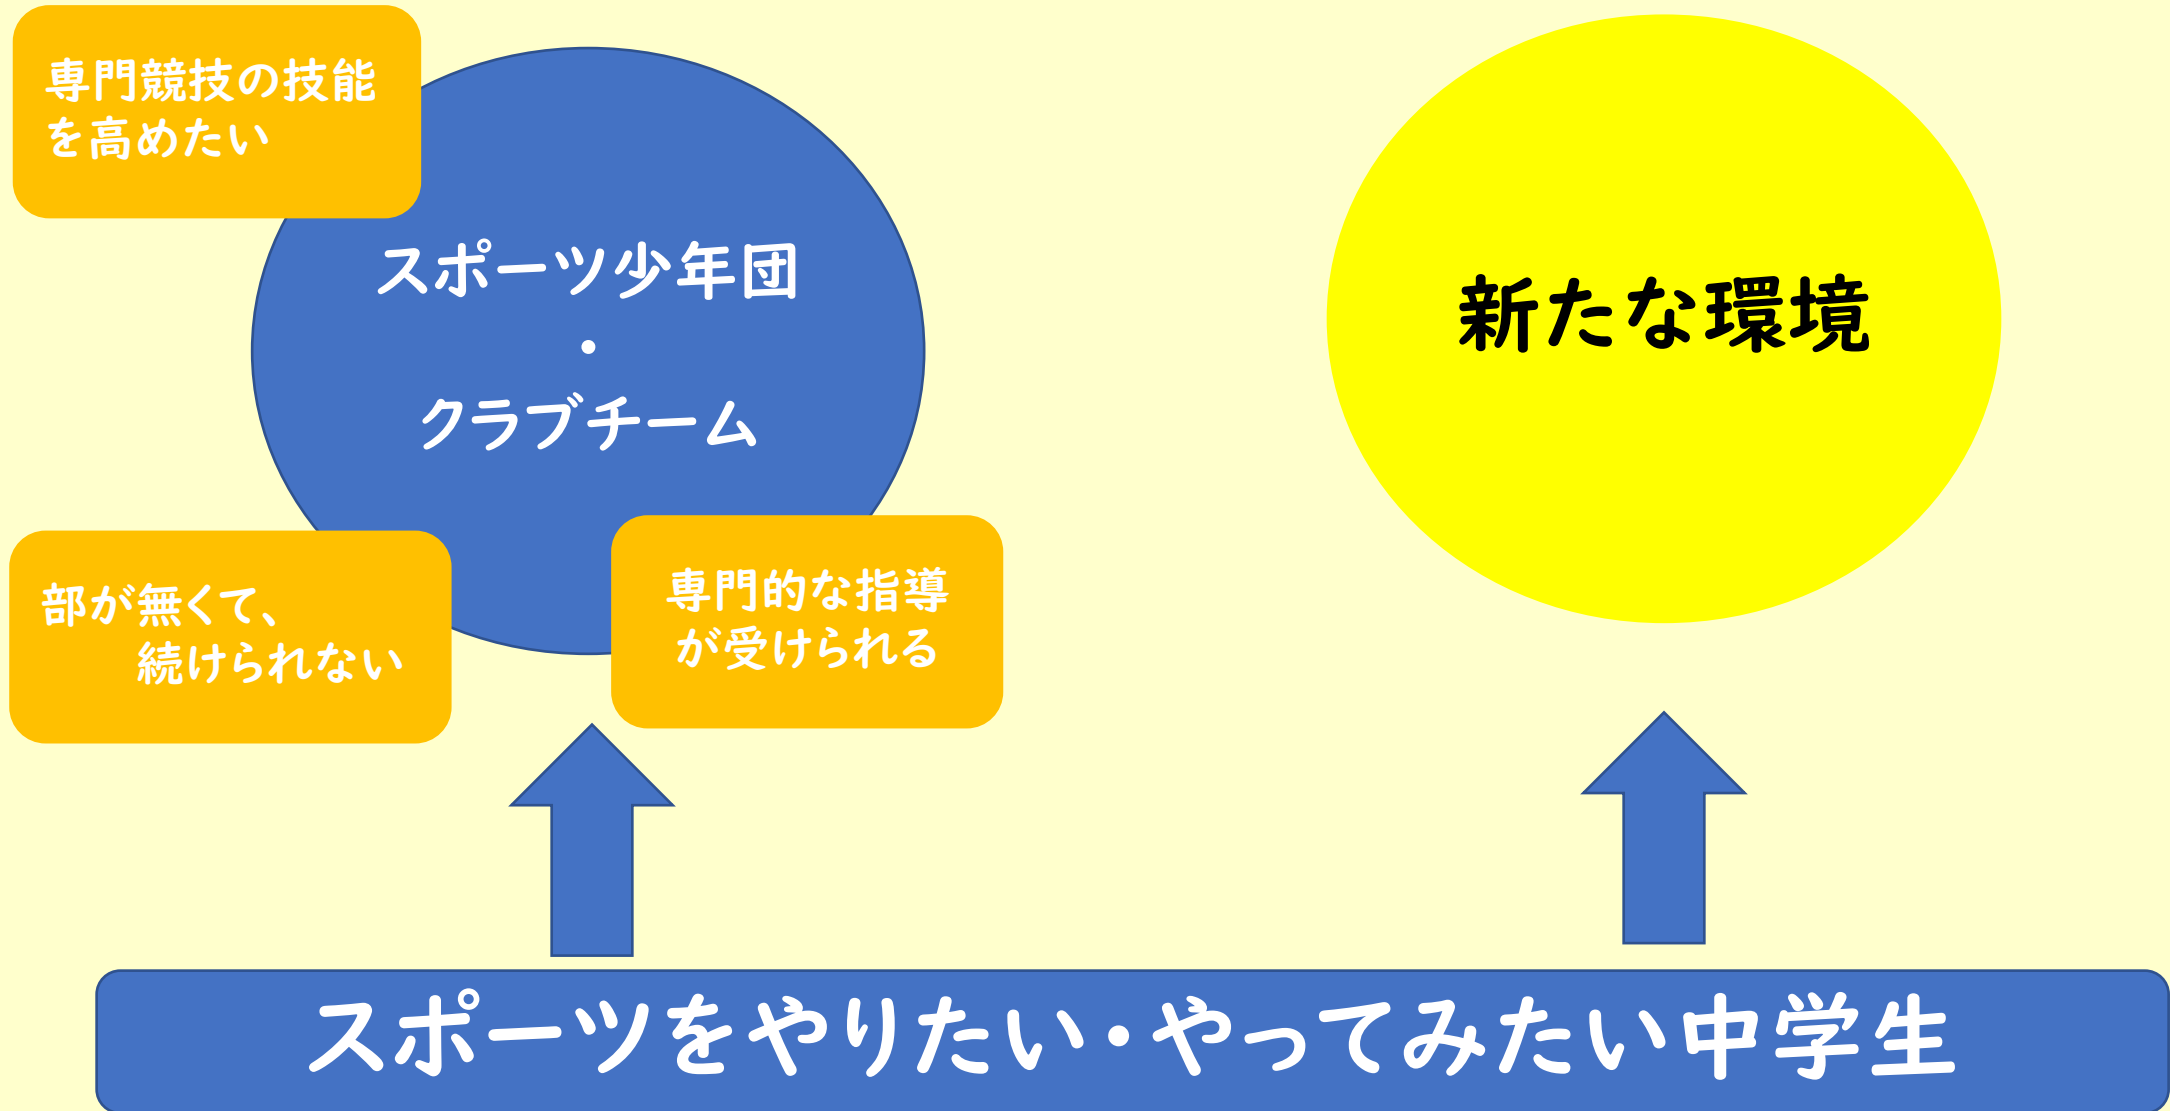 専門競技の技能
を高めたい
スポーツ少年団
・
クラブチーム
部が無くて、
続けられない
専門的な指導
が受けられる
新たな環境
スポーツをやりたい・やってみたい中学生